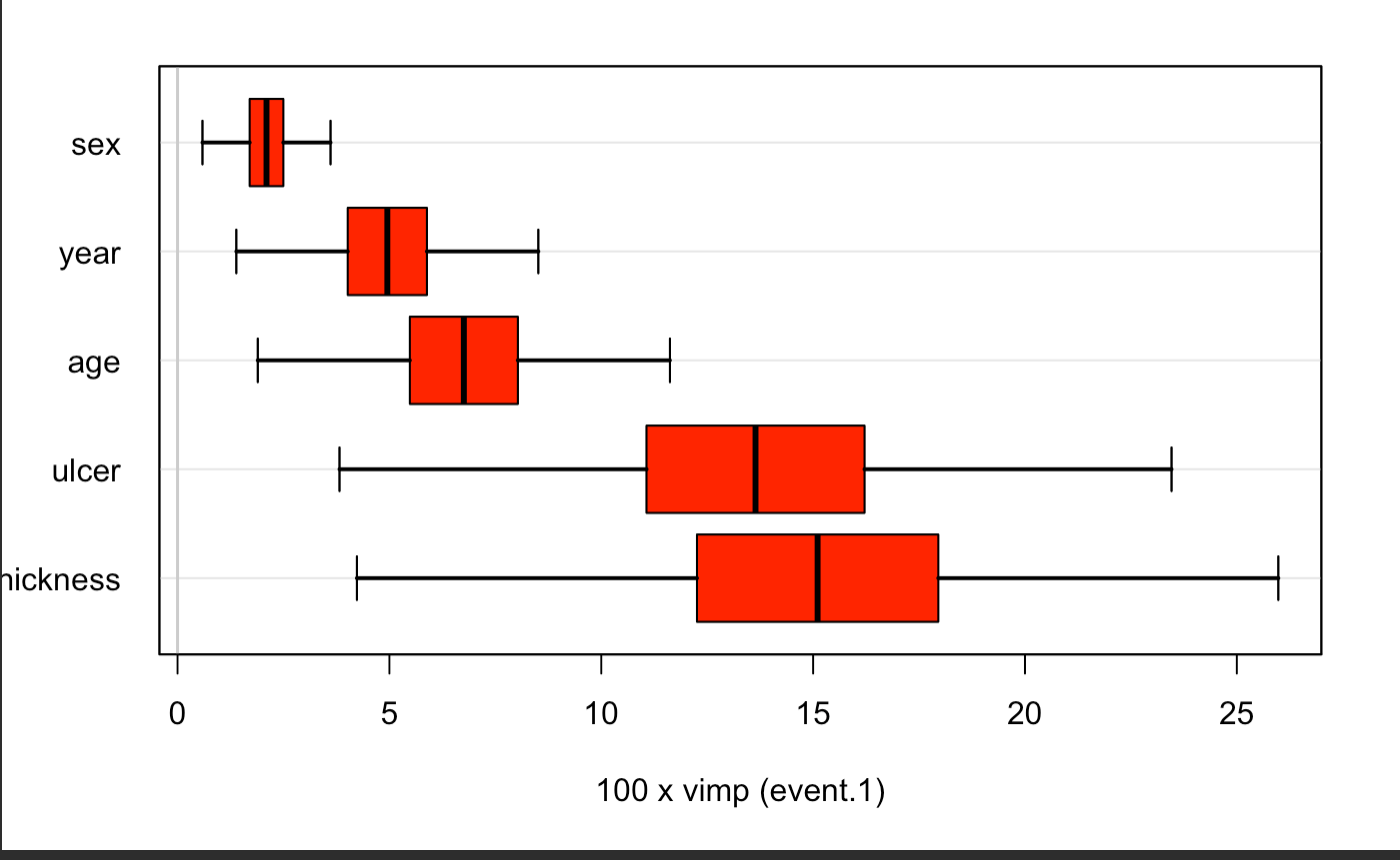 sex
year
age
ulcer
hickness
0 5 10 15 20 25
100 x vimp (event.1)